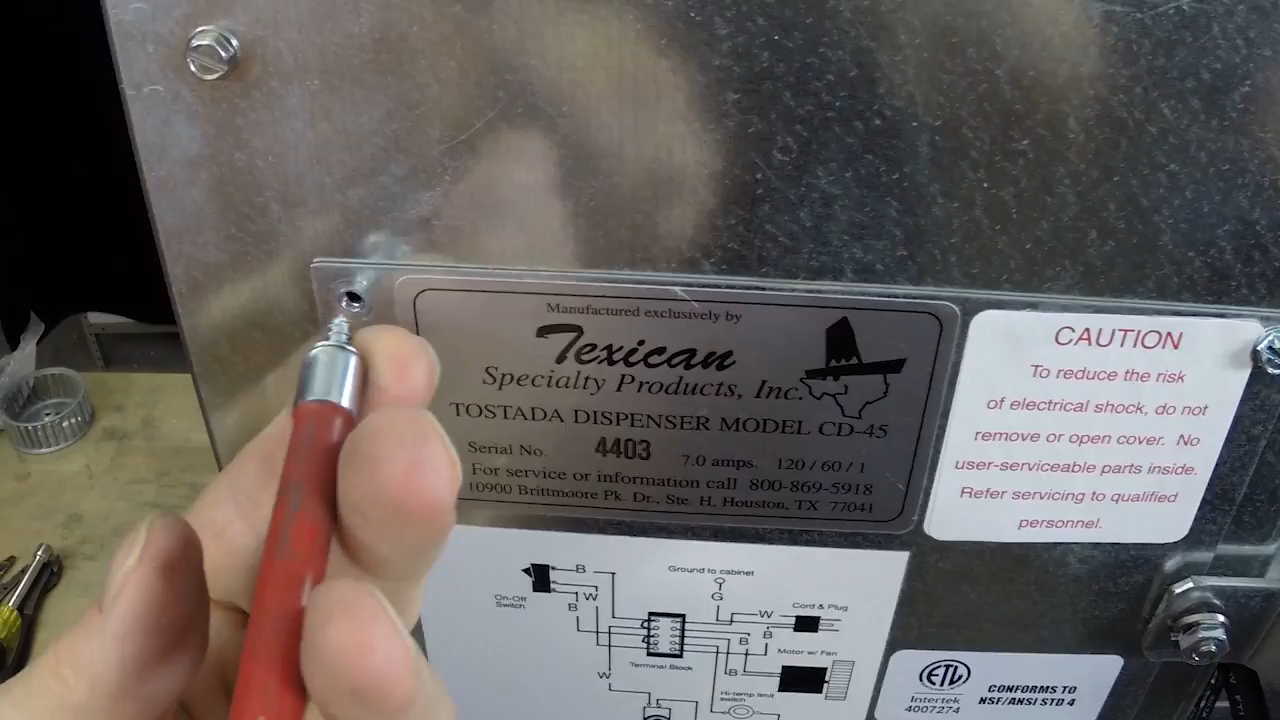 Manufactured exclusively by
Texican
Specialty Products, Inc.
TOSTADA DISPENSER MODEL CD-45
Serial No. 4403 7.0 amps. 120 / 60 / 1
For service or information call 800-869-5918
10900 Brittmoore Pk. Dr., Ste. H, Houston, TX 77041
CAUTION
To reduce the risk
of electrical shock, do not
remove or open cover. No
user-serviceable parts inside.
Refer servicing to qualified
personnel.
On-Off
Switch
B
W
B
W
Ground to cabinet
G
W
B
B
B
Cord & Plug
Terminal Block
Motor w/ Fan
Hi-temp limit
switch
ETL
Intertek
4007274
CONFORMS TO
NSF/ANSI STD 4